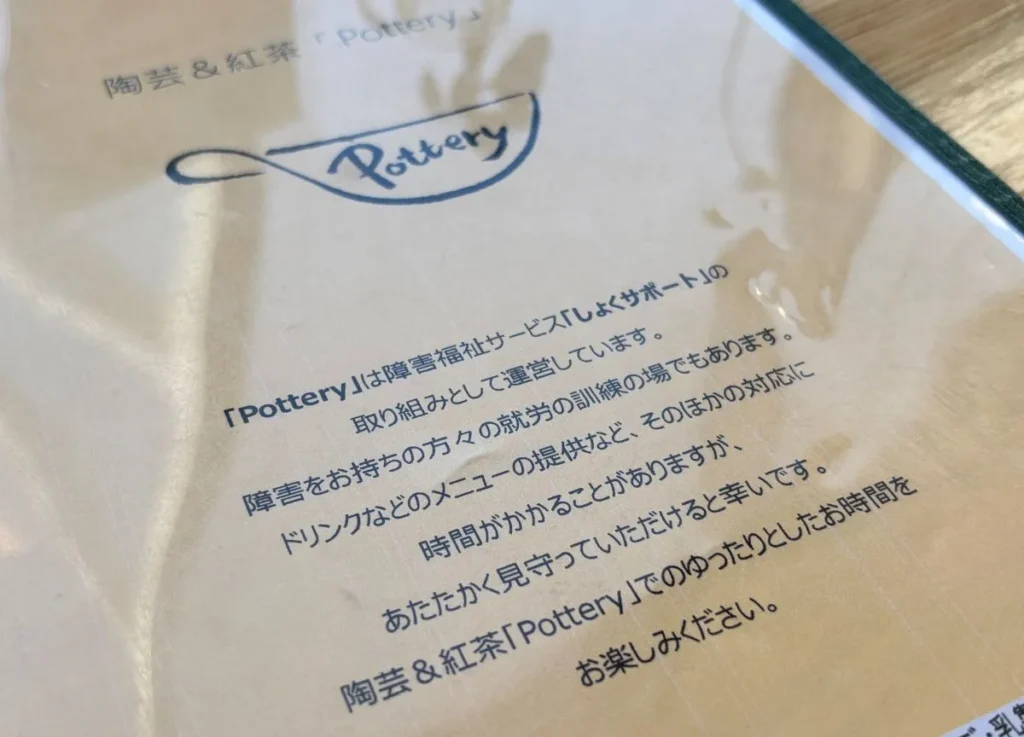 陶芸&紅茶「Pottery」
Pottery
「Pottery」は障害福祉サービス「しょくサポート」の
取り組みとして運営しています。
障害をお持ちの方々の就労の訓練の場でもあります。
ドリンクなどのメニューの提供など、そのほかの対応に
時間がかかることがありますが、
あたたかく見守っていただけると幸いです。
陶芸&紅茶「Pottery」でのゆったりとしたお時間を
お楽しみください。